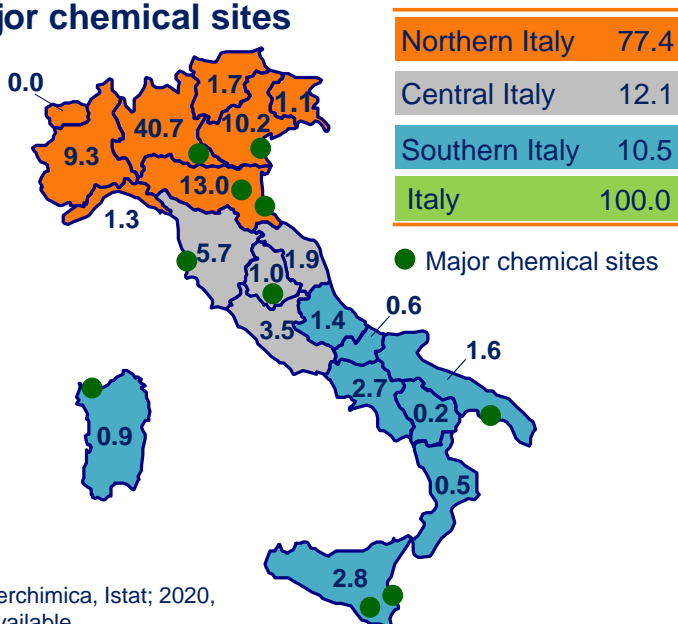 jor chemical sites
Northern Italy 77.4
Central Italy 12.1
Southern Italy 10.5
Italy 100.0
Major chemical sites
0.0
1.7
1.1
40.7
10.2
9.3
13.0
1.3
5.7
1.9
1.0
3.5
1.4
0.6
1.6
2.7
0.2
0.9
0.5
2.8
erchimica, Istat; 2020,
vailable